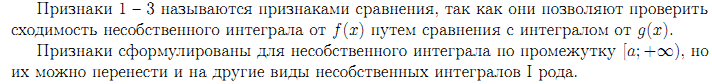 Признаки 1 – 3 называются признаками сравнения, так как они позволяют проверить
сходимость несобственного интеграла от f(x) путем сравнения с интегралом от g(x).
Признаки сформулированы для несобственного интеграла по промежутку [a; +∞), но
их можно перенести и на другие виды несобственных интегралов I рода.